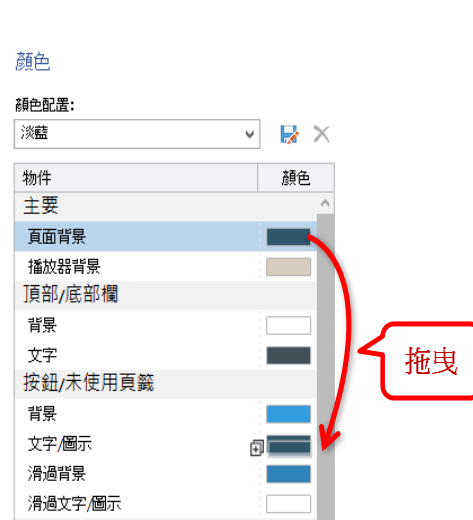 顏色
顏色配置:
淡藍
物件 顏色
主要
頁面背景
播放器背景
頂部/底部欄
背景
文字
按鈕/未使用頁籤
背景
文字/圖示
滑過背景
滑過文字/圖示
拖曳